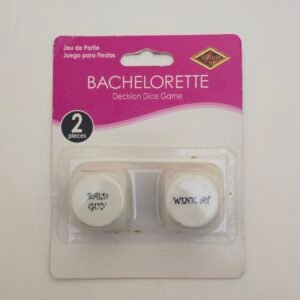 Jeu de Partie
Juego para Fiestas
BACHELORETTE
Decision Dice Game
2
pieces
BALD
GUY
WINK AT